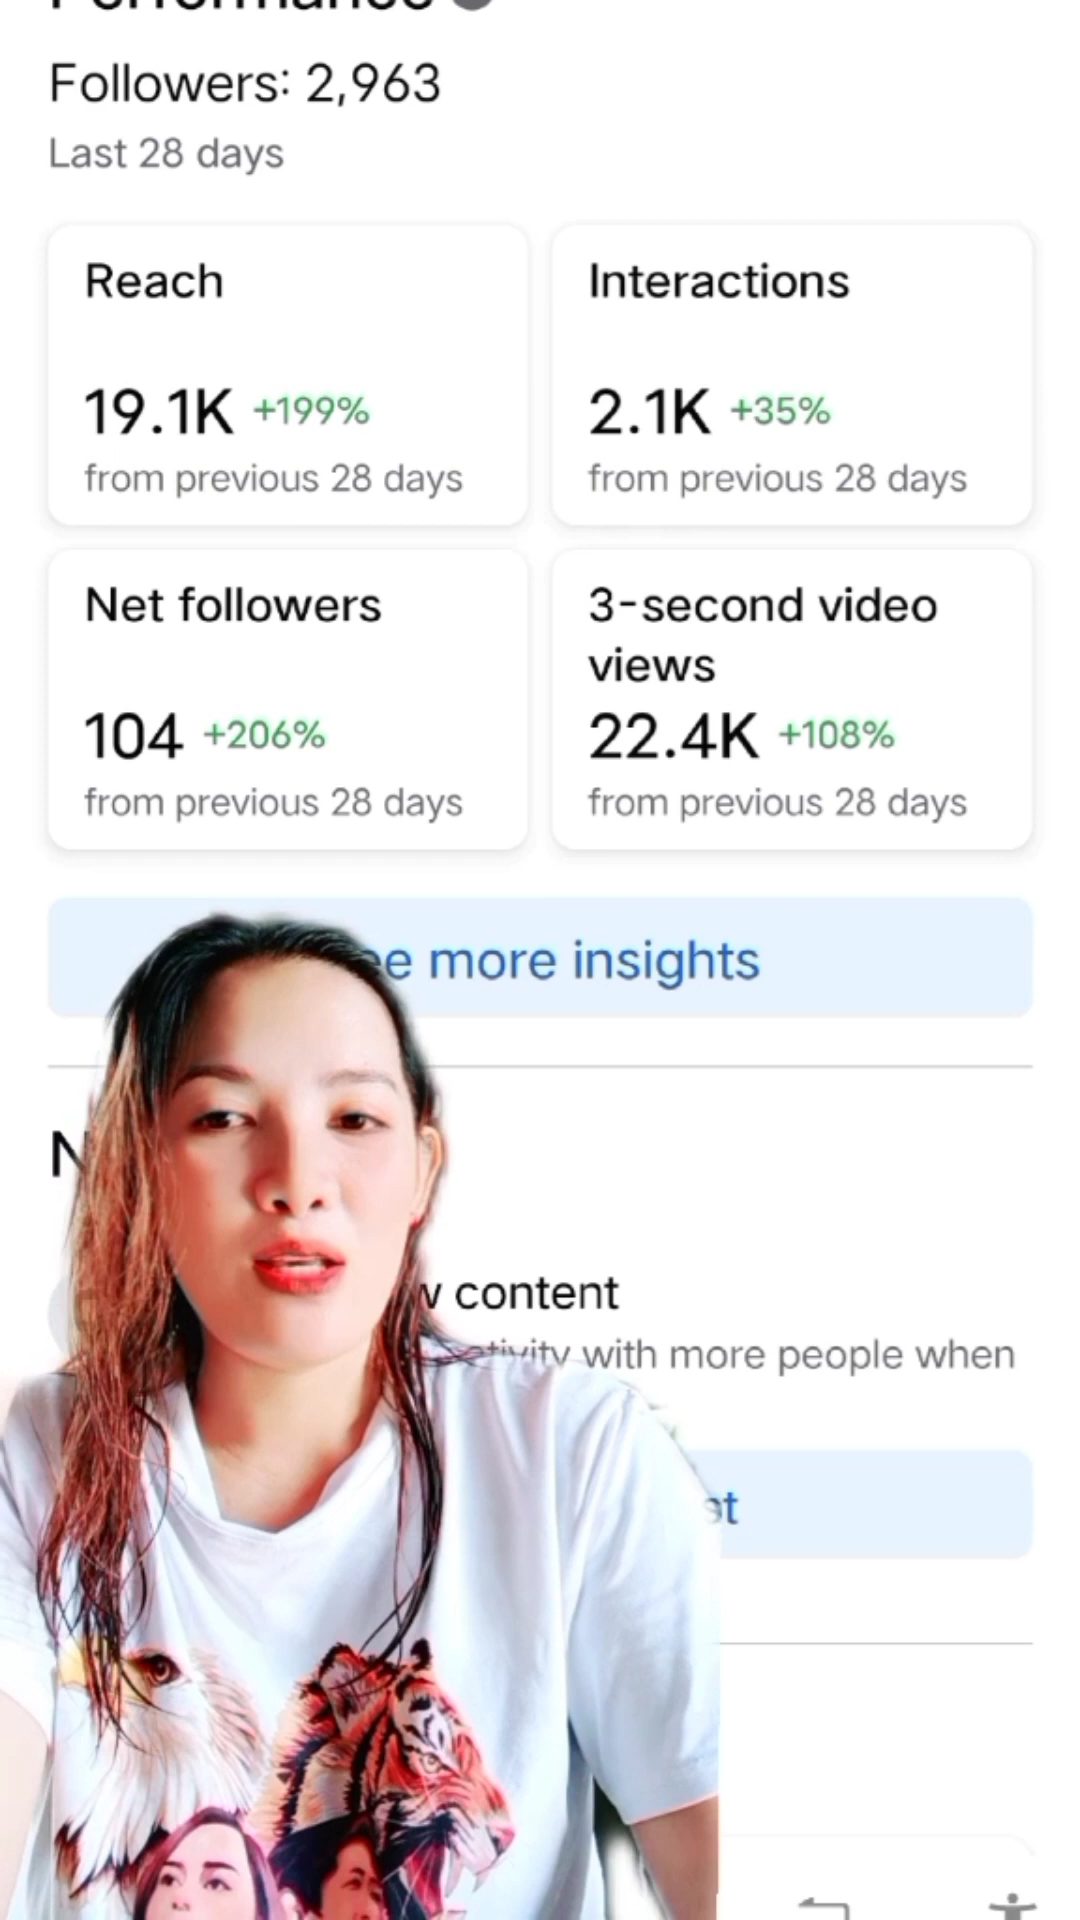 Performance
Followers: 2,963
Last 28 days
Reach
19.1K +199%
from previous 28 days
Interactions
2.1K +35%
from previous 28 days
Net followers
104 +206%
from previous 28 days
3-second video
views
22.4K +108%
from previous 28 days
more insights
content
with more people when